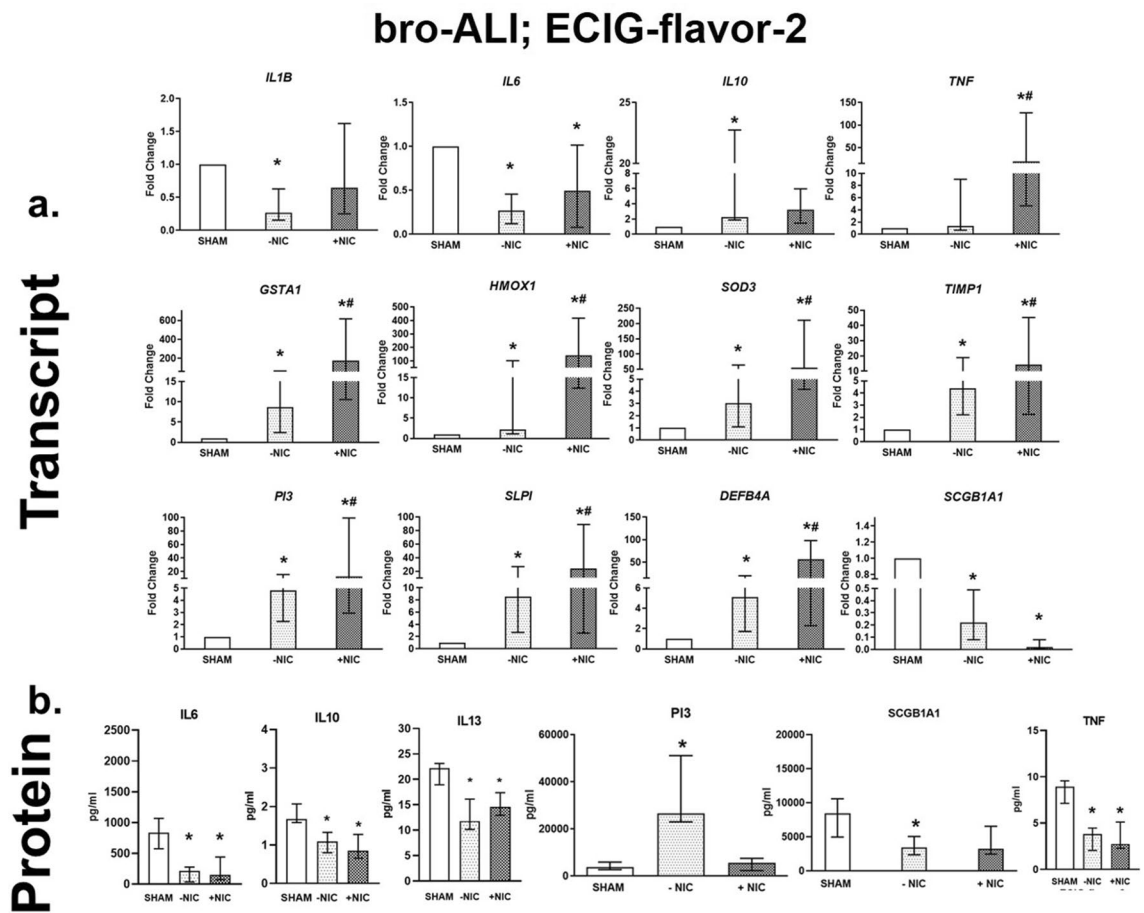 bro-ALI; ECIG-flavor-2
a.
Transcript
IL1B
Fold Change
2.0
1.5
1.0
0.5
0.0
SHAM -NIC +NIC
*
IL6
Fold Change
1.5
1.0
0.5
0.0
SHAM -NIC +NIC
* *
IL10
Fold Change
25
20
8
6
4
2
0
SHAM -NIC +NIC
*
TNF
Fold Change
150
100
50
10
8
6
4
2
0
SHAM -NIC +NIC
*#
GSTA1
Fold Change
600
400
200
15
10
5
0
SHAM -NIC +NIC
* *#
HMOX1
Fold Change
500
400
300
200
100
15
10
5
0
SHAM -NIC +NIC
* *#
SOD3
Fold Change
250
200
150
100
50
5
4
3
2
1
0
SHAM -NIC +NIC
* *#
TIMP1
Fold Change
50
40
30
20
10
5
4
3
2
1
0
SHAM -NIC +NIC
* *#
PI3
Fold Change
100
80
60
40
20
5
4
3
2
1
0
SHAM -NIC +NIC
* *#
SLPI
Fold Change
100
80
60
40
20
10
8
6
4
2
0
SHAM -NIC +NIC
* *#
DEFB4A
Fold Change
150
100
50
6
4
2
0
SHAM -NIC +NIC
* *#
SCGB1A1
Fold Change
1.4
1.2
1.0
0.8
0.5
0.4
0.3
0.2
0.1
0.0
SHAM -NIC +NIC
* *
b.
Protein
IL6
pg/ml
2500
2000
1500
1000
500
0
SHAM -NIC +NIC
* *
IL10
pg/ml
4
3
2
1
0
SHAM -NIC +NIC
* *
IL13
pg/ml
30
25
20
15
10
5
0
SHAM -NIC +NIC
* *
PI3
pg/ml
60000
40000
20000
0
SHAM - NIC + NIC
*
SCGB1A1
pg/ml
20000
15000
10000
5000
0
SHAM - NIC + NIC
*
TNF
pg/ml
15
10
5
0
SHAM -NIC +NIC
* *